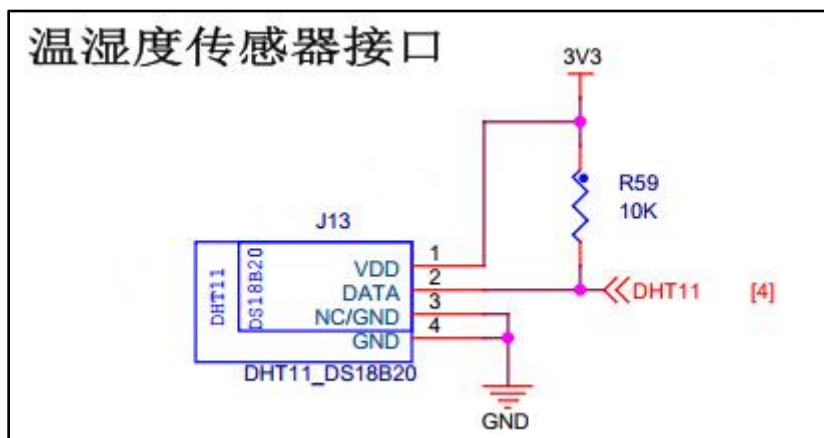 温湿度传感器接口
3V3
R59
10K
J13
DHT11
DS18B20
VDD 1
DATA 2
NC/GND 3
GND 4
DHT11 [4]
DHT11_DS18B20
GND